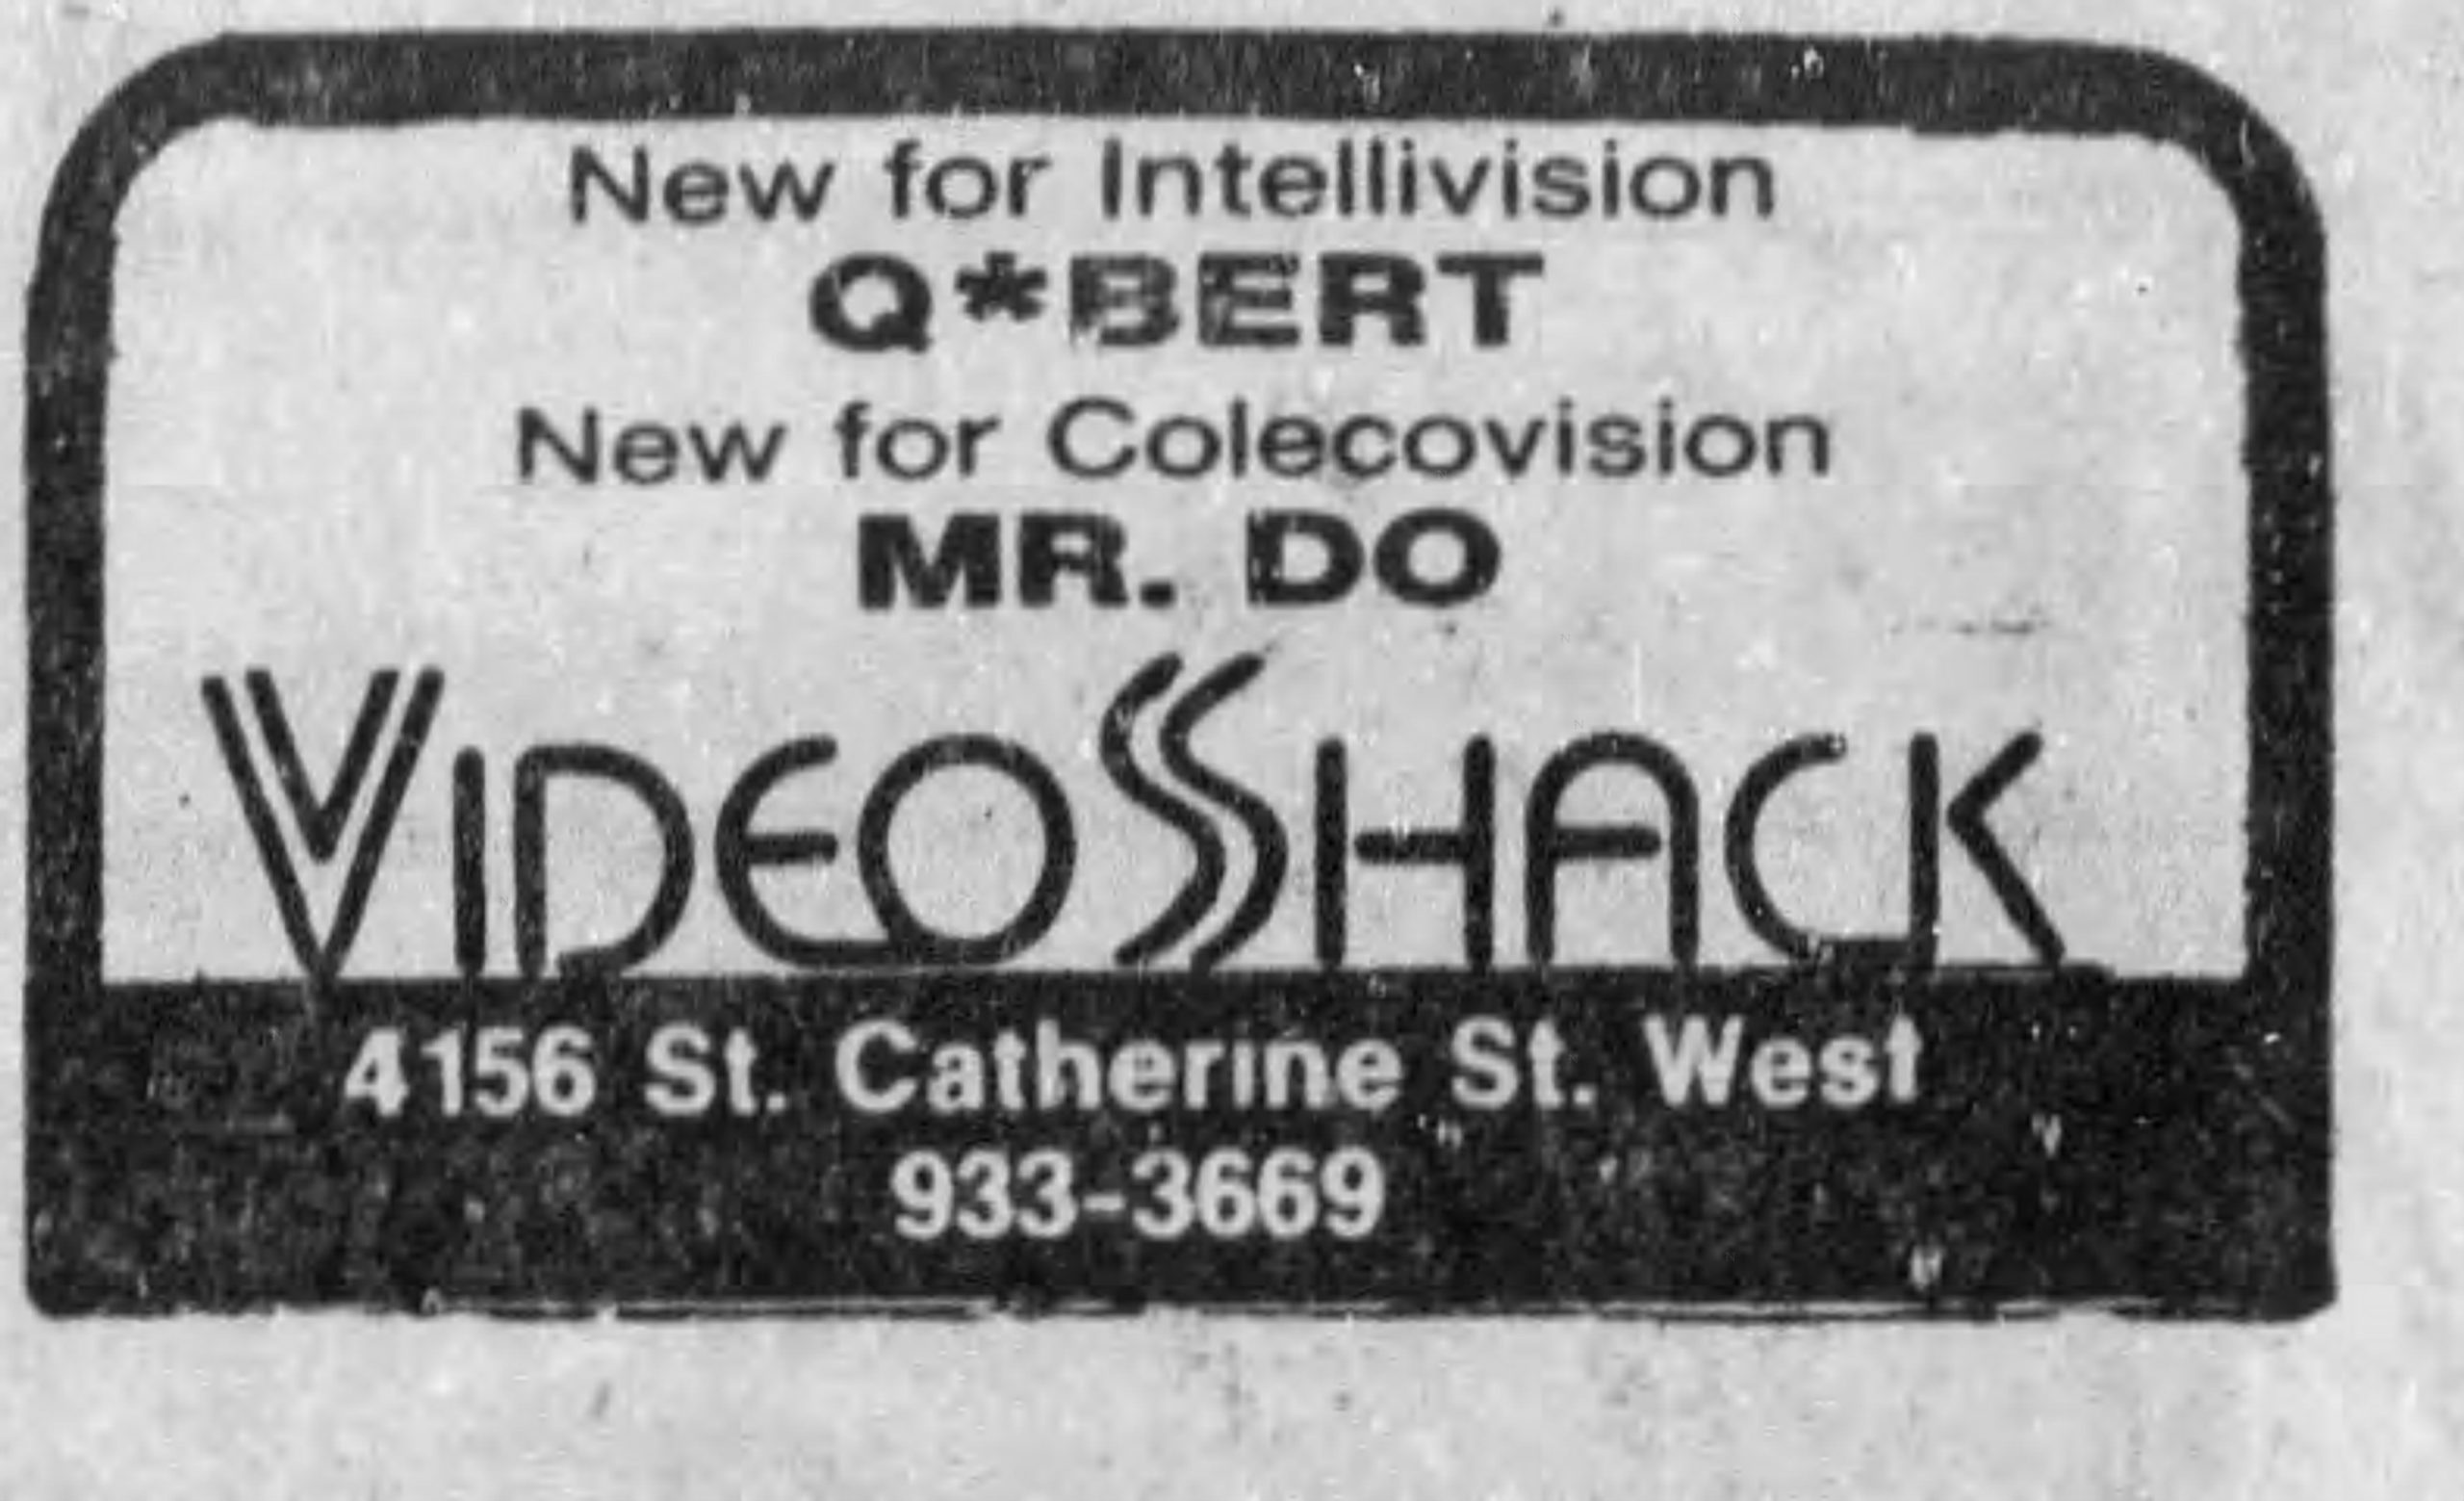 New for Intellivision
Q*BERT
New for Colecovision
MR. DO
VIDEOSHACK
4156 St. Catherine St. West
933-3669